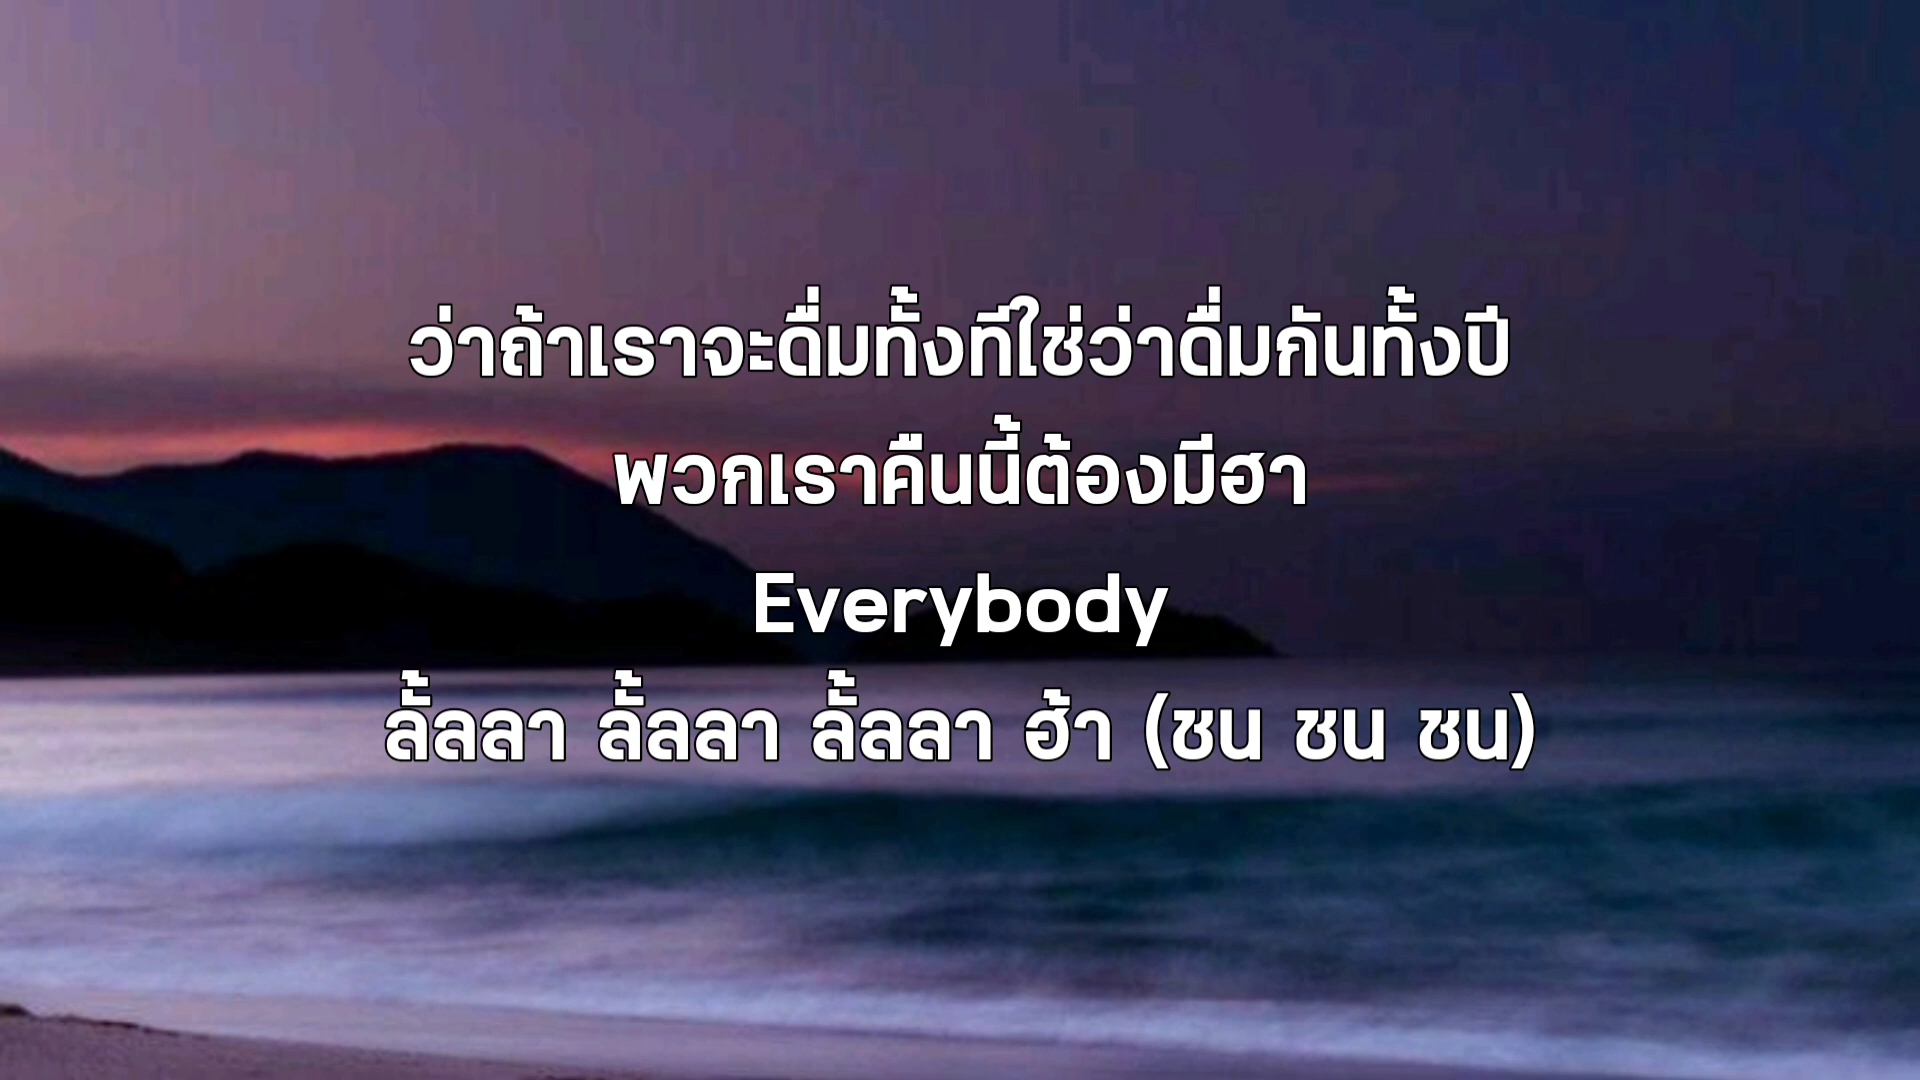 ว่าถ้าเราจะดื่มทั้งทีใช่ว่าดื่มกันทั้งปี
พวกเราคืนนี้ต้องมีฮา
Everybody
ลั้ลลา ลั้ลลา ลั้ลลา ฮ้า (ชน ชน ชน)